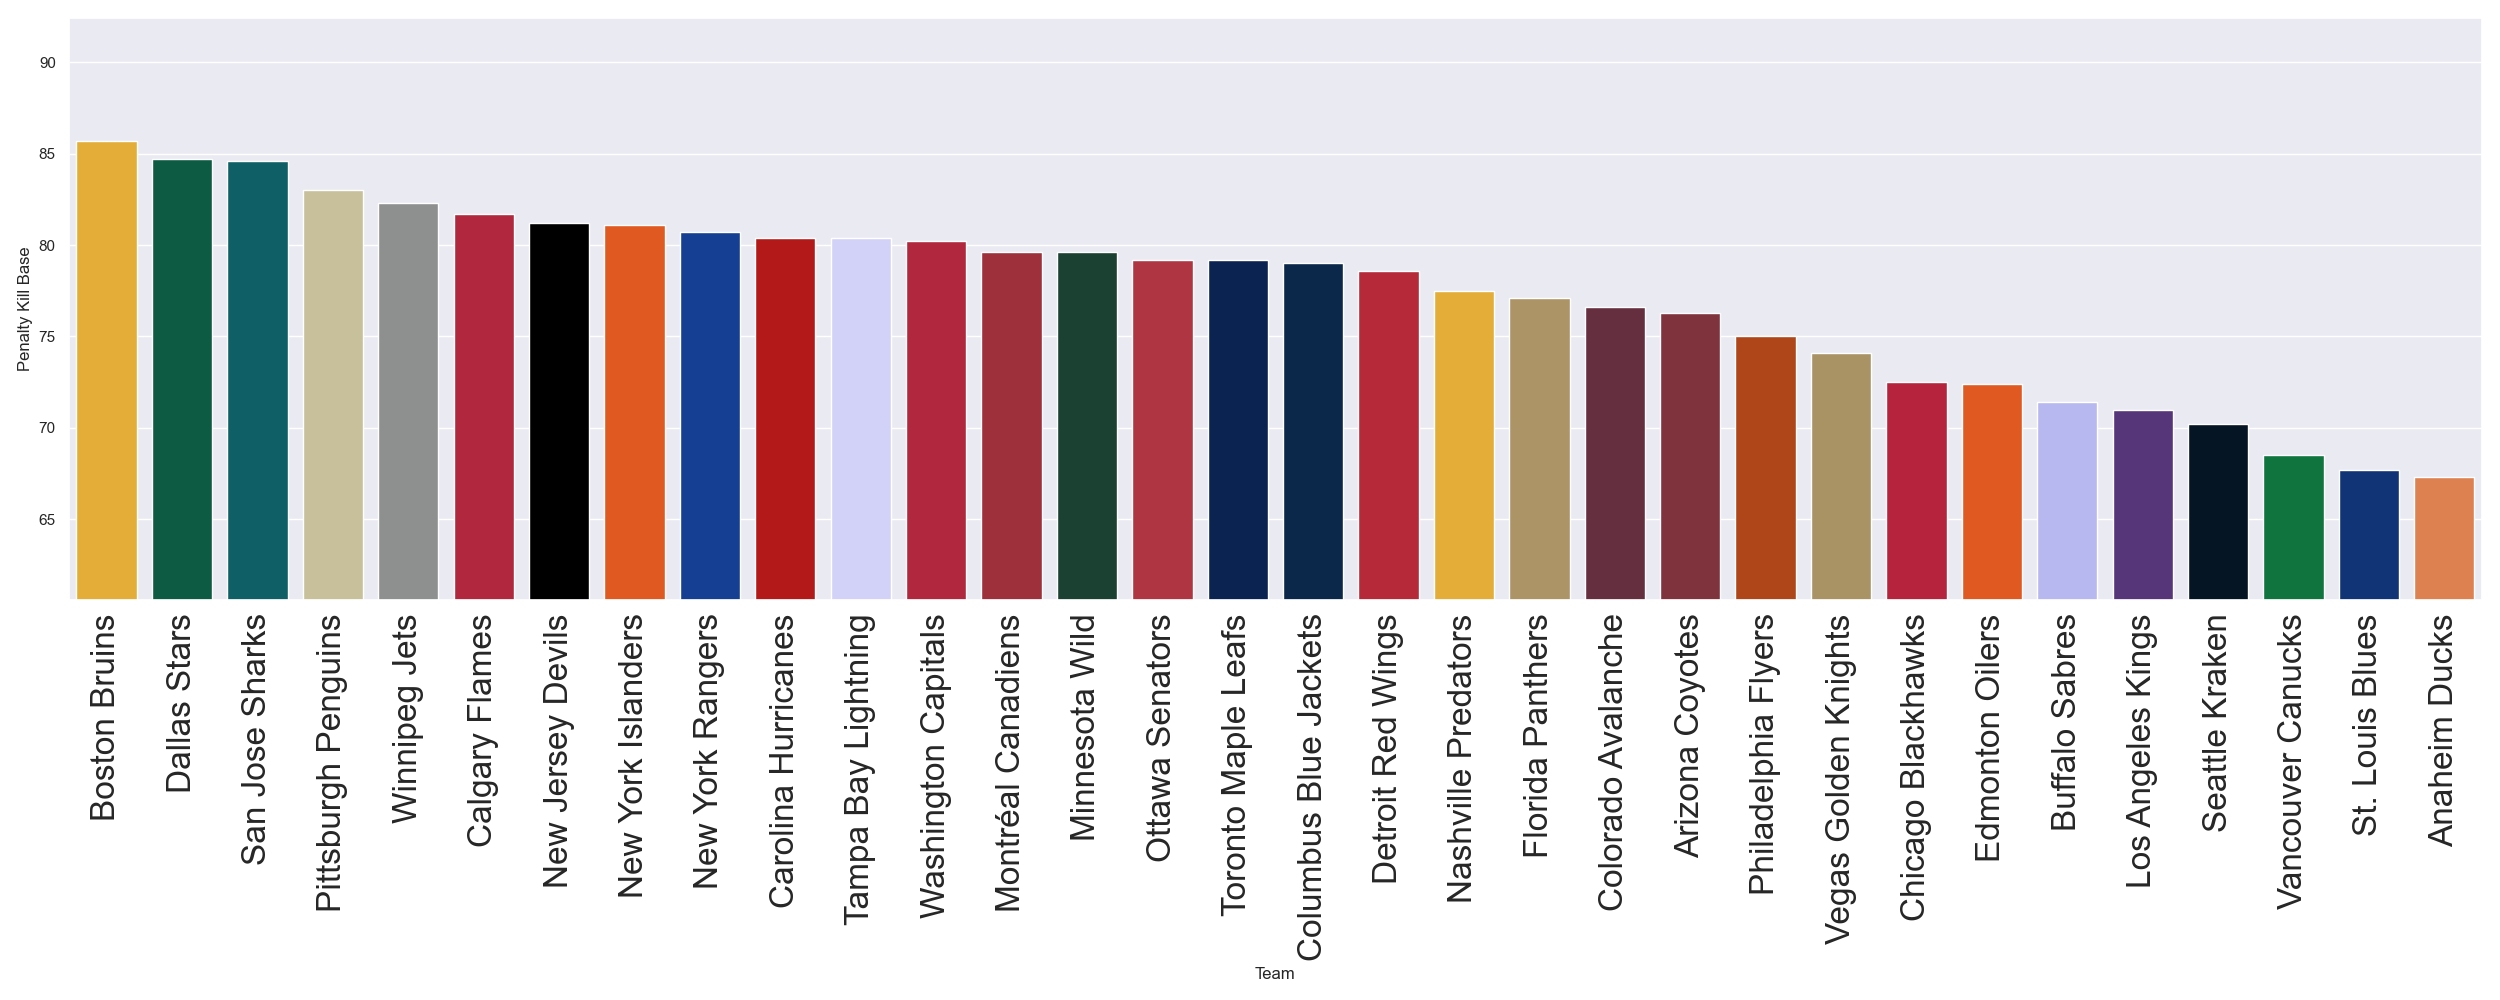 90
85
80
75
70
65
Penalty Kill Base
Boston Bruins
Dallas Stars
San Jose Sharks
Pittsburgh Penguins
Winnipeg Jets
Calgary Flames
New Jersey Devils
New York Islanders
New York Rangers
Carolina Hurricanes
Tampa Bay Lightning
Washington Capitals
Montréal Canadiens
Minnesota Wild
Ottawa Senators
Toronto Maple Leafs
Columbus Blue Jackets
Detroit Red Wings
Nashville Predators
Florida Panthers
Colorado Avalanche
Arizona Coyotes
Philadelphia Flyers
Vegas Golden Knights
Chicago Blackhawks
Edmonton Oilers
Buffalo Sabres
Los Angeles Kings
Seattle Kraken
Vancouver Canucks
St. Louis Blues
Anaheim Ducks
Team